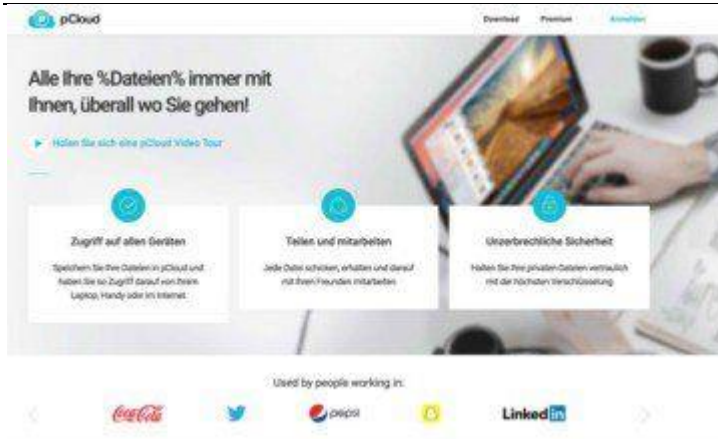 pCloud
Download Premium Anmelden
Alle Ihre %Dateien% immer mit
Ihnen, überall wo Sie gehen!
Holen Sie sich eine pCloud Video Tour
Zugriff auf allen Geräten
Speichern Sie Ihre Dateien in pCloud und
haben Sie so Zugriff darauf von Ihrem
Laptop, Handy oder im Internet
Teilen und mitarbeiten
Jede Datei schicken, erhalten und darauf
mit Ihren Freunden mitarbeiten
Unzerbrechliche Sicherheit
Halten Sie Ihre privaten Dateien vertraulich
mit der höchsten Verschlüsselung
Used by people working in:
Coca-Cola pepsi Linked in